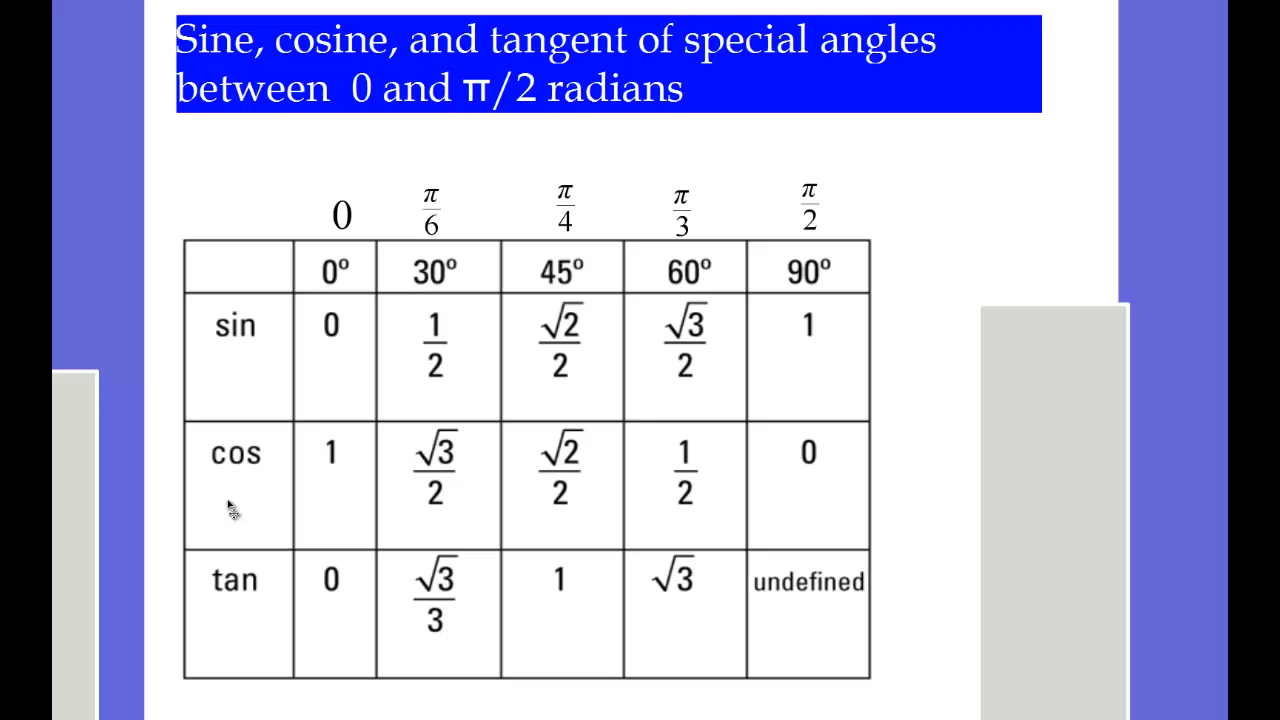 Sine, cosine, and tangent of special angles
between 0 and π/2 radians
0 π/6 π/4 π/3 π/2
0º 30º 45º 60º 90º
sin 0 1/2 √2/2 √3/2 1
cos 1 √3/2 √2/2 1/2 0
tan 0 √3/3 1 √3 undefined